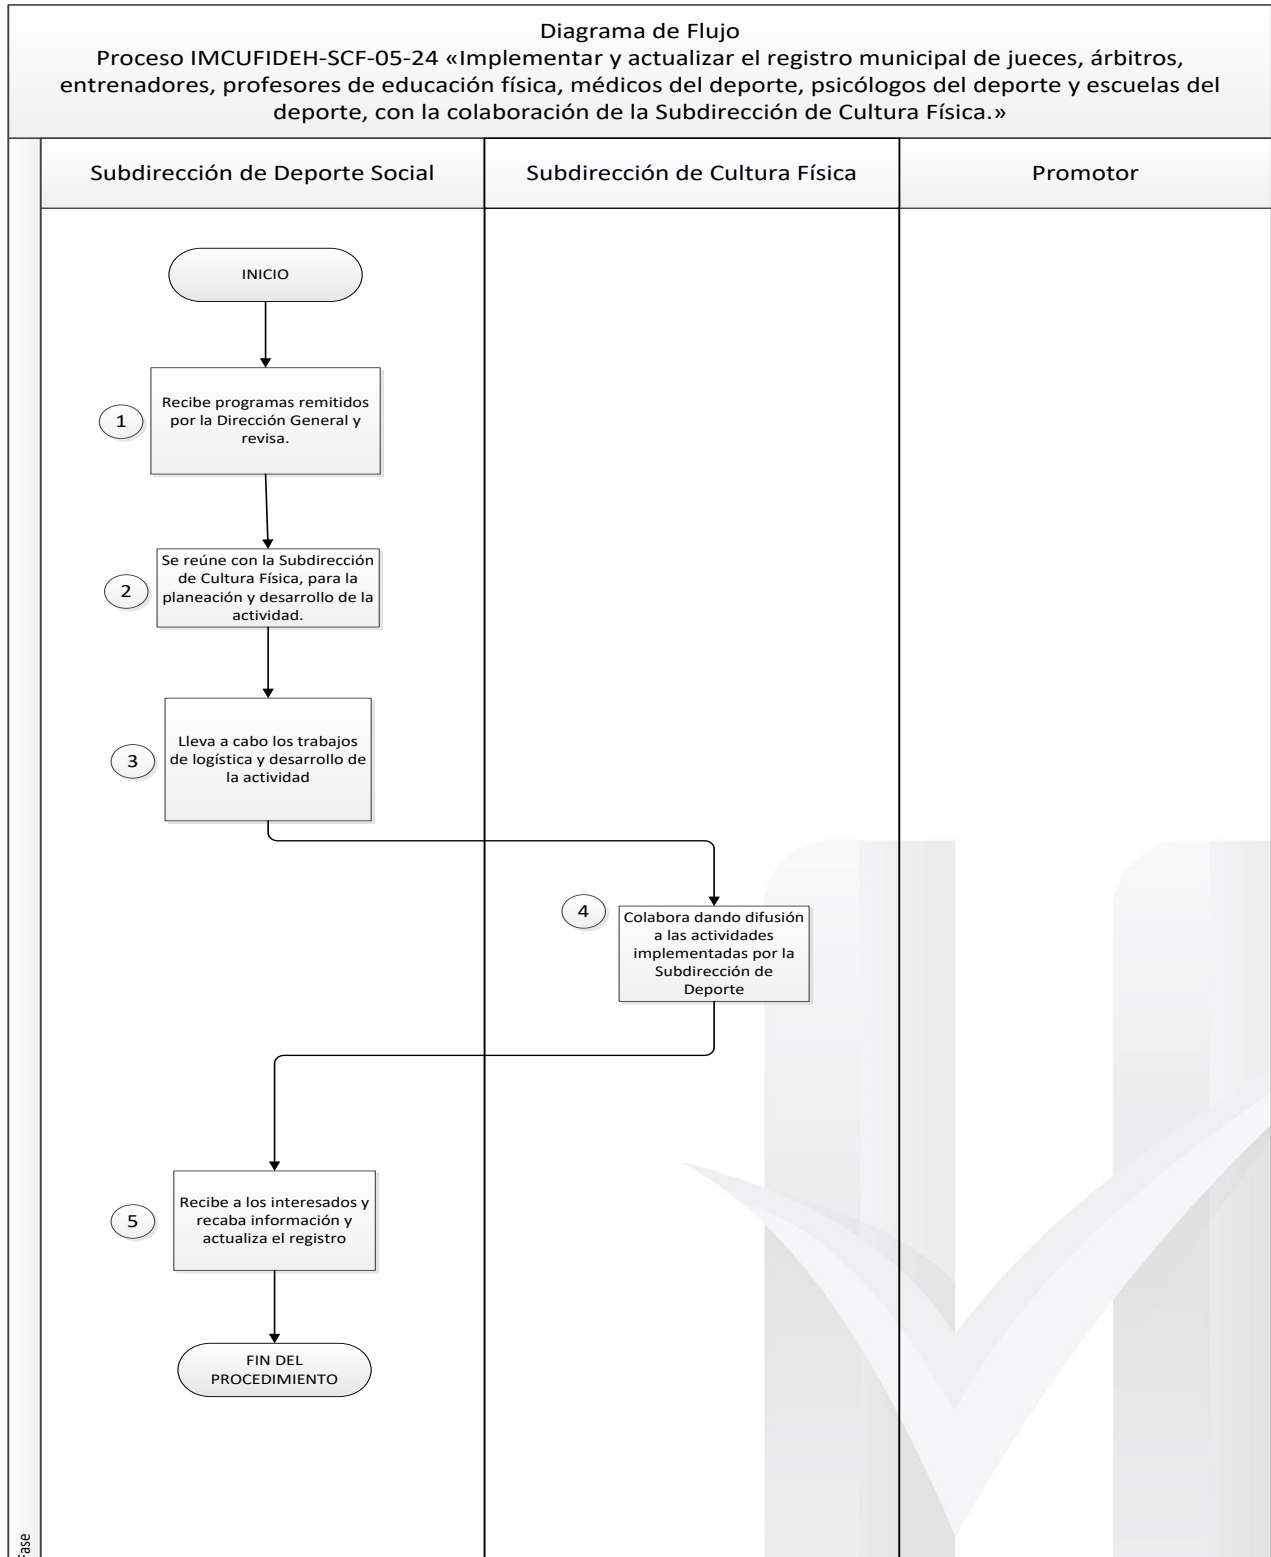 Diagrama de Flujo
Proceso IMCUFIDEH-SCF-05-24 «Implementar y actualizar el registro municipal de jueces, árbitros,
entrenadores, profesores de educación física, médicos del deporte, psicólogos del deporte y escuelas del
deporte, con la colaboración de la Subdirección de Cultura Física.»
Subdirección de Deporte Social
Subdirección de Cultura Física
Promotor
INICIO
1
Recibe programas remitidos
por la Dirección General y
revisa.
2
Se reúne con la Subdirección
de Cultura Física, para la
planeación y desarrollo de la
actividad.
3
Lleva a cabo los trabajos
de logística y desarrollo de
la actividad
4
Colabora dando difusión
a las actividades
implementadas por la
Subdirección de
Deporte
5
Recibe a los interesados y
recaba información y
actualiza el registro
FIN DEL
PROCEDIMIENTO
Fase